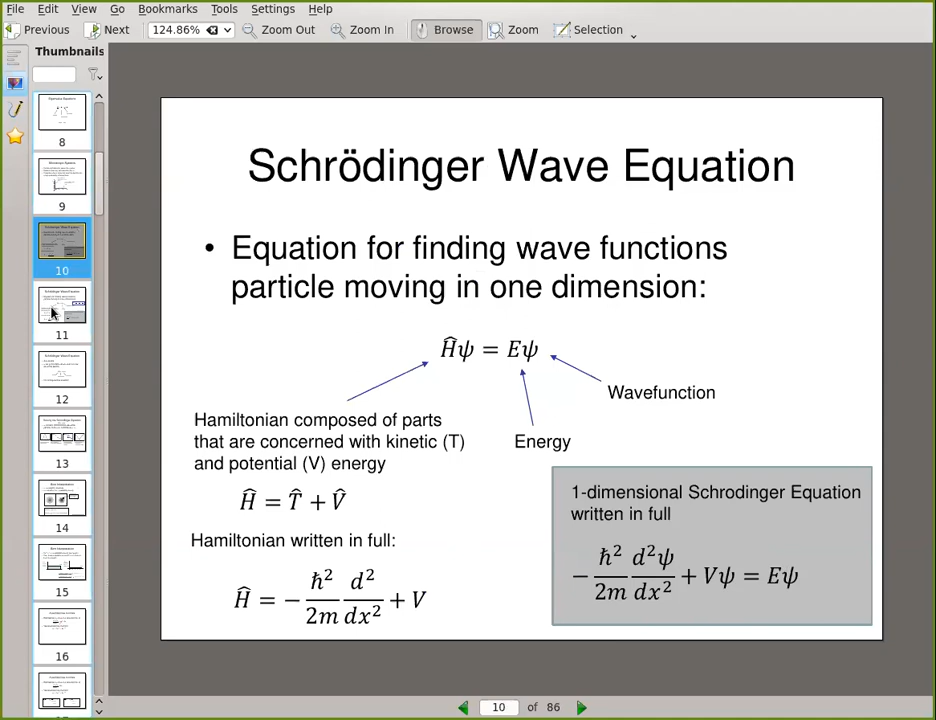 File Edit View Go Bookmarks Tools Settings Help
Previous Next 124.86% Zoom Out Zoom In Browse Zoom Selection
Thumbnails
8
9
10
11
12
13
14
15
16
Schrödinger Wave Equation
• Equation for finding wave functions
particle moving in one dimension:
Ĥψ = Eψ
Wavefunction
Hamiltonian composed of parts
that are concerned with kinetic (T)
and potential (V) energy
Energy
Ĥ = T̂ + V̂
Hamiltonian written in full:
Ĥ = −ħ²/2m d²/dx² + V
1-dimensional Schrodinger Equation
written in full
−ħ²/2m d²ψ/dx² + Vψ = Eψ
10 of 86